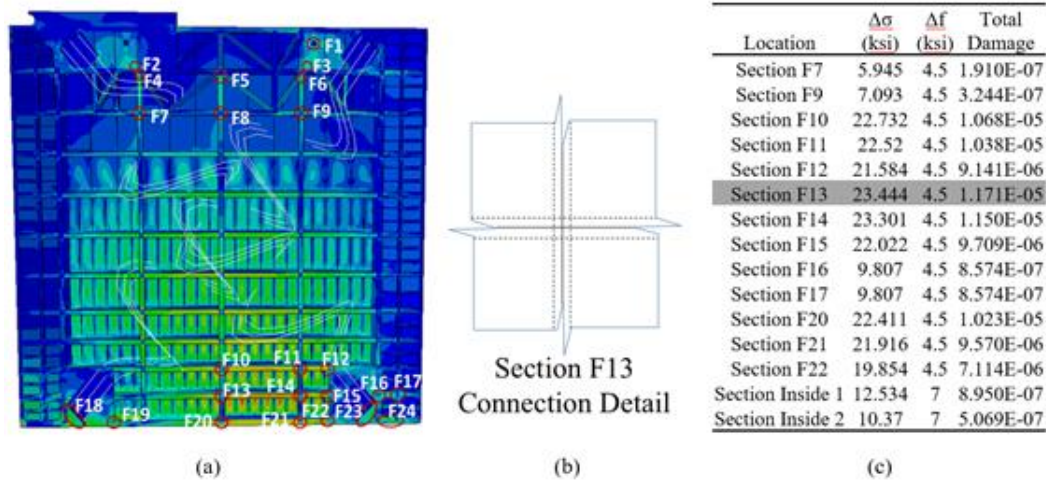 F1
F2
F3
F4
F5
F6
F7
F8
F9
F10
F11
F12
F13
F14
F15
F16
F17
F18
F19
F20
F21
F22
F23
F24
(a)
Section F13
Connection Detail
(b)
Δσ Δf Total
Location (ksi) (ksi) Damage
Section F7 5.945 4.5 1.910E-07
Section F9 7.093 4.5 3.244E-07
Section F10 22.732 4.5 1.068E-05
Section F11 22.52 4.5 1.038E-05
Section F12 21.584 4.5 9.141E-06
Section F13 23.444 4.5 1.171E-05
Section F14 23.301 4.5 1.150E-05
Section F15 22.022 4.5 9.709E-06
Section F16 9.807 4.5 8.574E-07
Section F17 9.807 4.5 8.574E-07
Section F20 22.411 4.5 1.023E-05
Section F21 21.916 4.5 9.570E-06
Section F22 19.854 4.5 7.114E-06
Section Inside 1 12.534 7 8.950E-07
Section Inside 2 10.37 7 5.069E-07
(c)